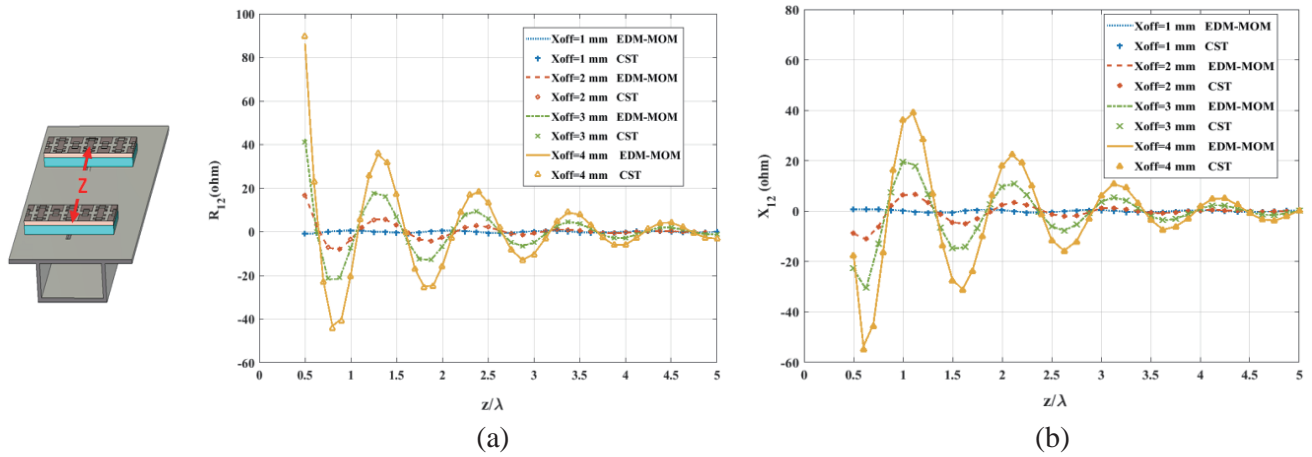 Z
100
80
60
40
20
0
-20
-40
-60
R12(ohm)
Xoff=1 mm EDM-MOM
Xoff=1 mm CST
Xoff=2 mm EDM-MOM
Xoff=2 mm CST
Xoff=3 mm EDM-MOM
Xoff=3 mm CST
Xoff=4 mm EDM-MOM
Xoff=4 mm CST
0 0.5 1 1.5 2 2.5 3 3.5 4 4.5 5
z/λ
(a)
80
60
40
20
0
-20
-40
-60
X12 (ohm)
Xoff=1 mm EDM-MOM
Xoff=1 mm CST
Xoff=2 mm EDM-MOM
Xoff=2 mm CST
Xoff=3 mm EDM-MOM
Xoff=3 mm CST
Xoff=4 mm EDM-MOM
Xoff=4 mm CST
0 0.5 1 1.5 2 2.5 3 3.5 4 4.5 5
z/λ
(b)